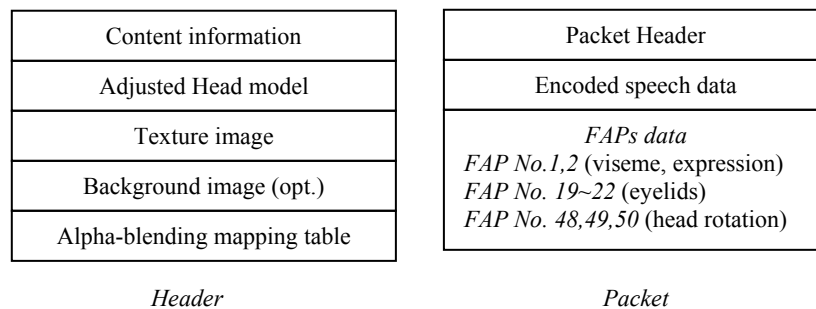 Content information
Adjusted Head model
Texture image
Background image (opt.)
Alpha-blending mapping table
Header
Packet Header
Encoded speech data
FAPs data
FAP No.1,2 (viseme, expression)
FAP No. 19~22 (eyelids)
FAP No. 48,49,50 (head rotation)
Packet